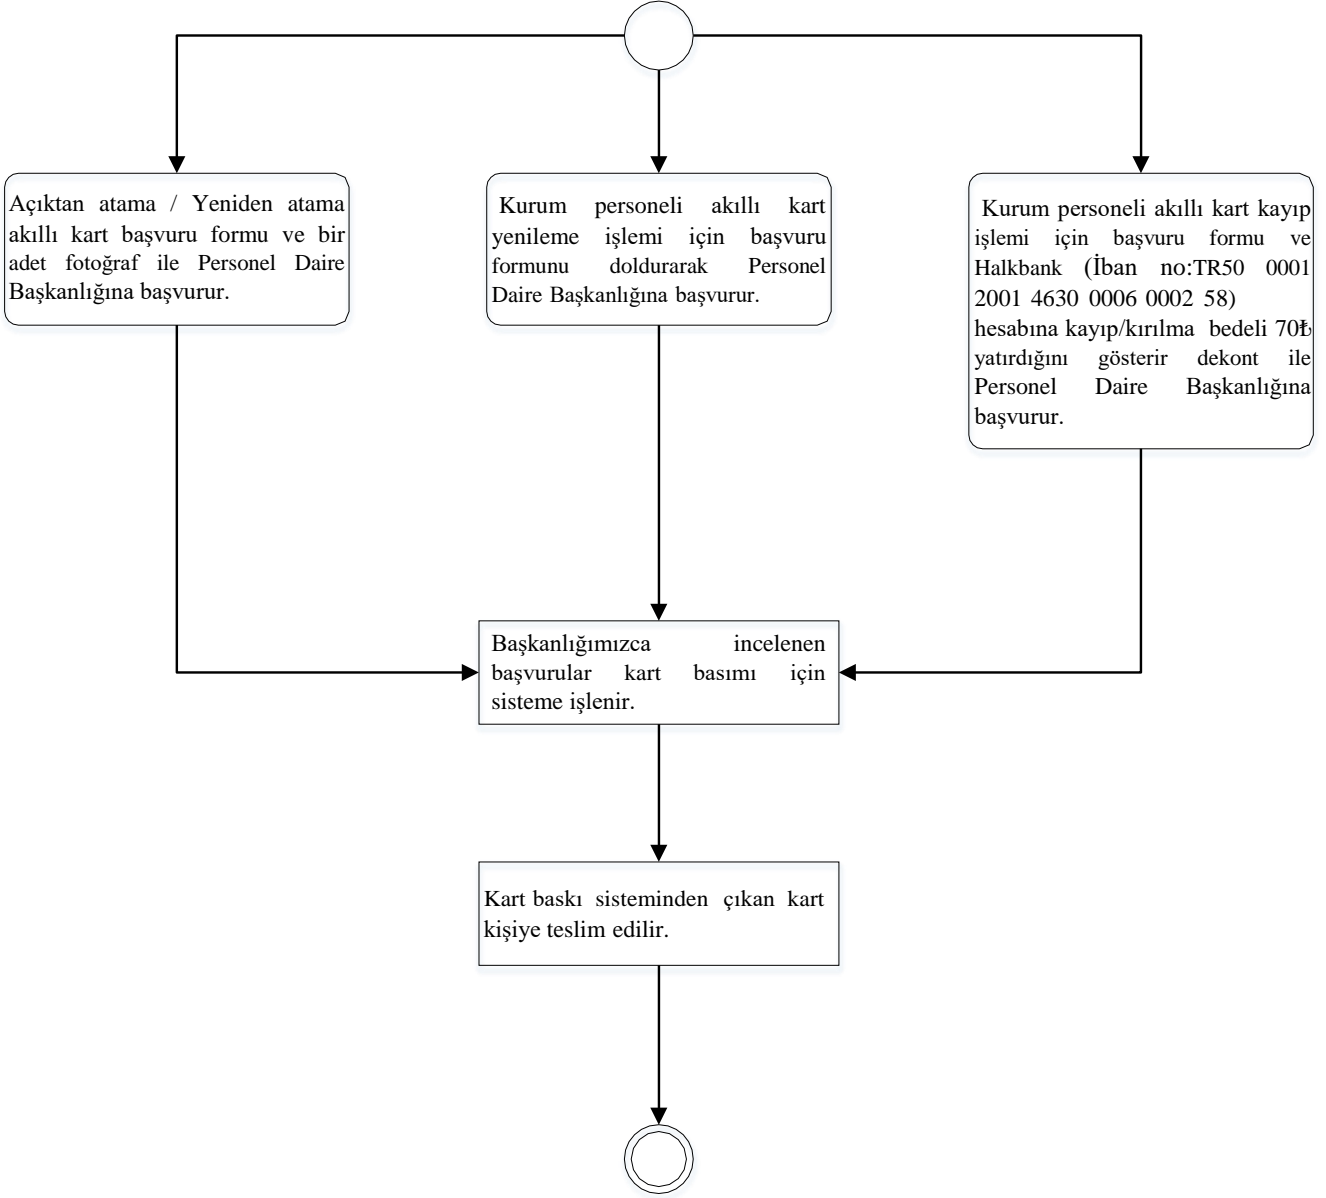 Açıktan atama / Yeniden atama
akıllı kart başvuru formu ve bir
adet fotoğraf ile Personel Daire
Başkanlığına başvurur.
Kurum personeli akıllı kart
yenileme işlemi için başvuru
formunu doldurarak Personel
Daire Başkanlığına başvurur.
Kurum personeli akıllı kart kayıp
işlemi için başvuru formu ve
Halkbank (İban no:TR50 0001
2001 4630 0006 0002 58)
hesabına kayıp/kırılma bedeli 70₺
yatırdığını gösterir dekont ile
Personel Daire Başkanlığına
başvurur.
Başkanlığımızca incelenen
başvurular kart basımı için
sisteme işlenir.
Kart baskı sisteminden çıkan kart
kişiye teslim edilir.